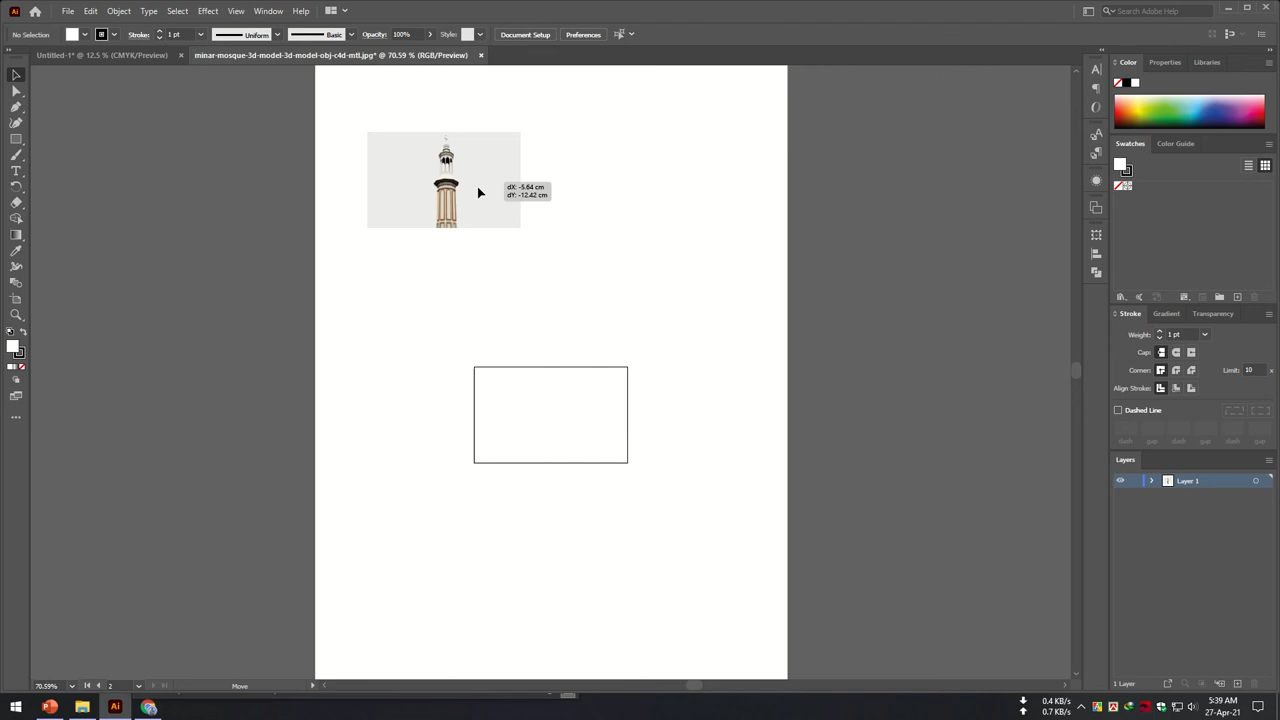 Ai File Edit Object Type Select Effect View Window Help Search Adobe Help
No Selection Stroke: 1 pt Uniform Basic Opacity: 100% Style: Document Setup Preferences
Untitled-1* @ 12.5 % (CMYK/Preview) × minar-mosque-3d-model-3d-model-obj-c4d-mtl.jpg* @ 70.59 % (RGB/Preview) ×
Color Properties Libraries
Swatches Color Guide
dX: -5.64 cm
dY: -12.42 cm
Stroke Gradient Transparency
Weight: 1 pt
Cap:
Corner: Limit: 10 x
Align Stroke:
Dashed Line
dash gap dash gap dash gap
Layers
Layer 1
1 Layer
70.59% 2 Move
0.4 KB/s
0.7 KB/s
5:39 AM
27-Apr-21